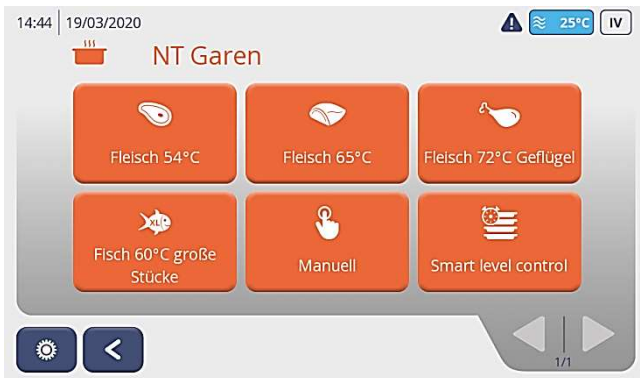 14:44 19/03/2020 25°C IV
NT Garen
Fleisch 54°C Fleisch 65°C Fleisch 72°C Geflügel
XL
Fisch 60°C große
Stücke
Manuell
Smart level control
1/1